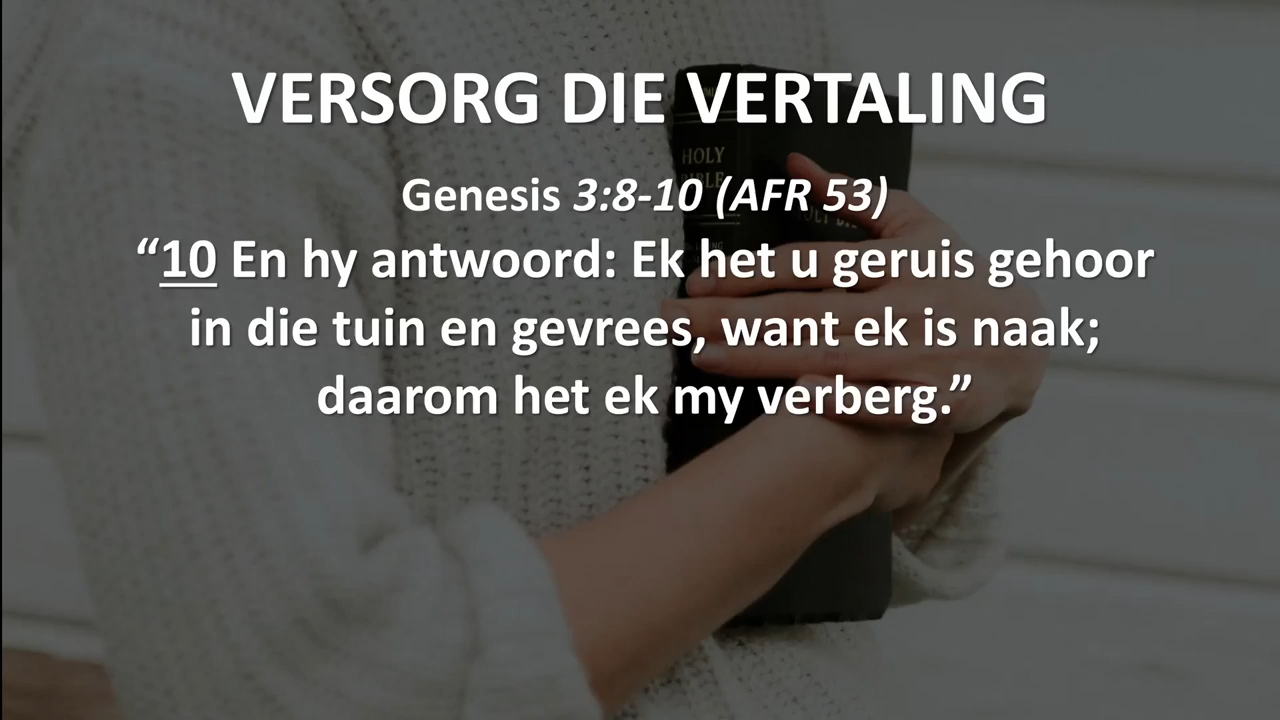 VERSORG DIE VERTALING
Genesis 3:8-10 (AFR 53)
“10 En hy antwoord: Ek het u geruis gehoor
in die tuin en gevrees, want ek is naak;
daarom het ek my verberg.”
HOLY
BIBLE